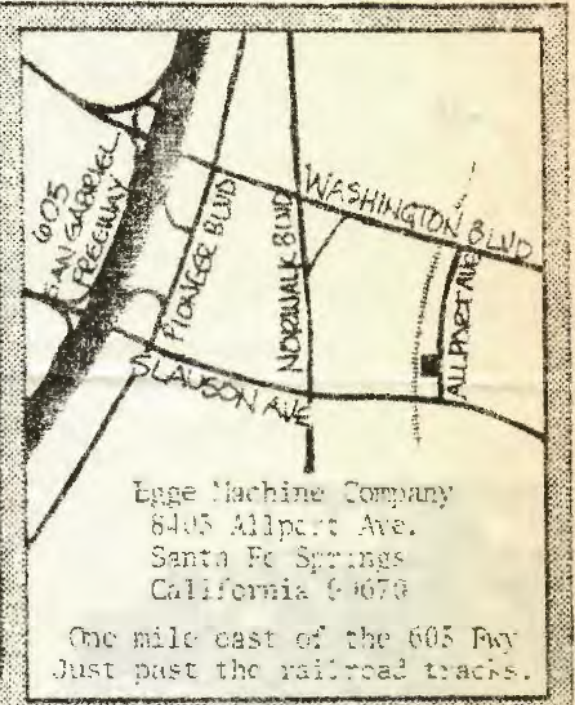 605
SAN GABRIEL
FREEWAY
PIONEER BLVD
NORWALK BLVD
WASHINGTON BLVD
ALLPORT AVE
SLAUSON AVE
Egge Machine Company
8405 Allport Ave.
Santa Fe Springs
California 90670
One mile east of the 605 Fwy
Just past the railroad tracks.